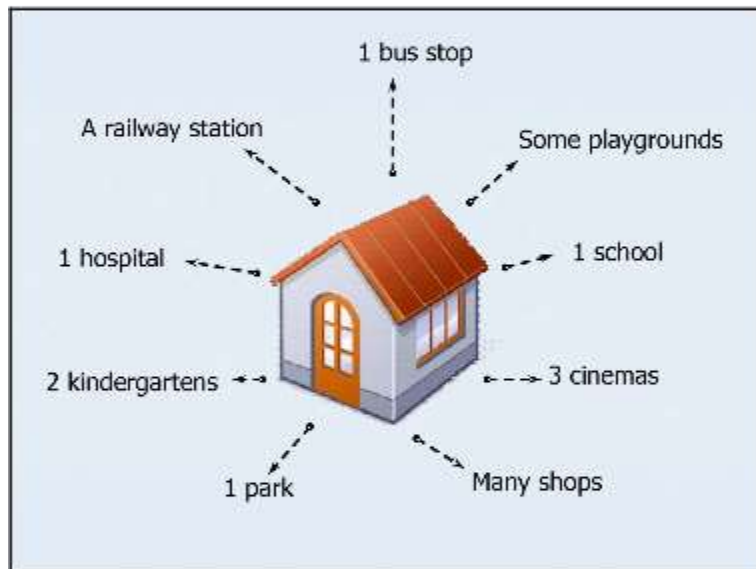 1 bus stop
A railway station
Some playgrounds
1 hospital
1 school
2 kindergartens
3 cinemas
1 park
Many shops